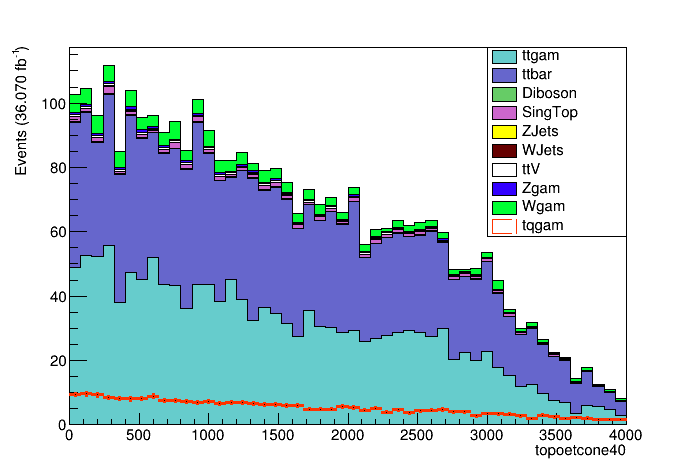 Events (36.070 fb⁻¹)
100
80
60
40
20
0
ttgam
ttbar
Diboson
SingTop
ZJets
WJets
ttV
Zgam
Wgam
tqgam
0 500 1000 1500 2000 2500 3000 3500 4000
topoetcone40